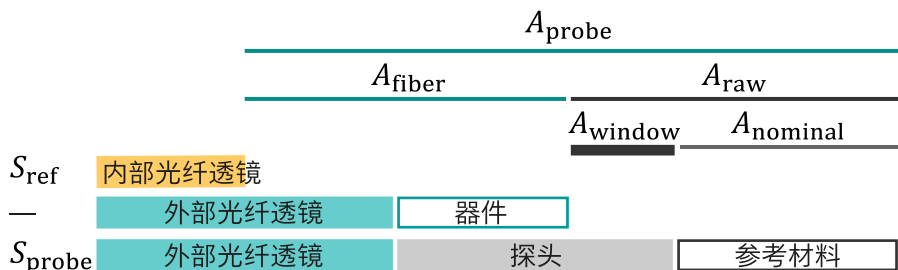 A_probe
A_fiber A_raw
A_window A_nominal
S_ref 内部光纤透镜
— 外部光纤透镜 器件
S_probe 外部光纤透镜 探头 参考材料